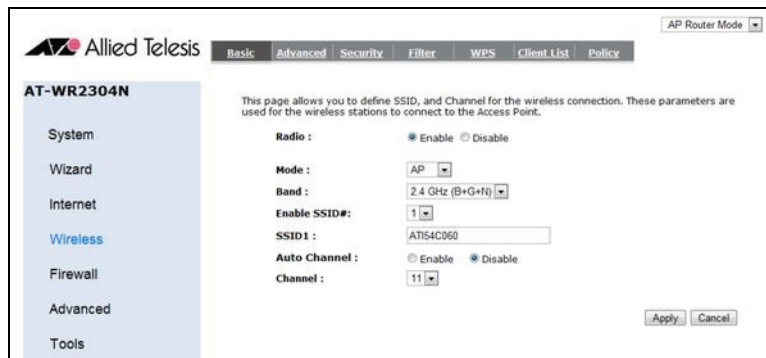 AP Router Mode
Allied Telesis
Basic Advanced Security Filter WPS Client List Policy
AT-WR2304N
System
Wizard
Internet
Wireless
Firewall
Advanced
Tools
This page allows you to define SSID, and Channel for the wireless connection. These parameters are
used for the wireless stations to connect to the Access Point.
Radio : Enable Disable
Mode : AP
Band : 2.4 GHz (B+G+N)
Enable SSID#: 1
SSID1 : ATI54C060
Auto Channel : Enable Disable
Channel : 11
Apply Cancel